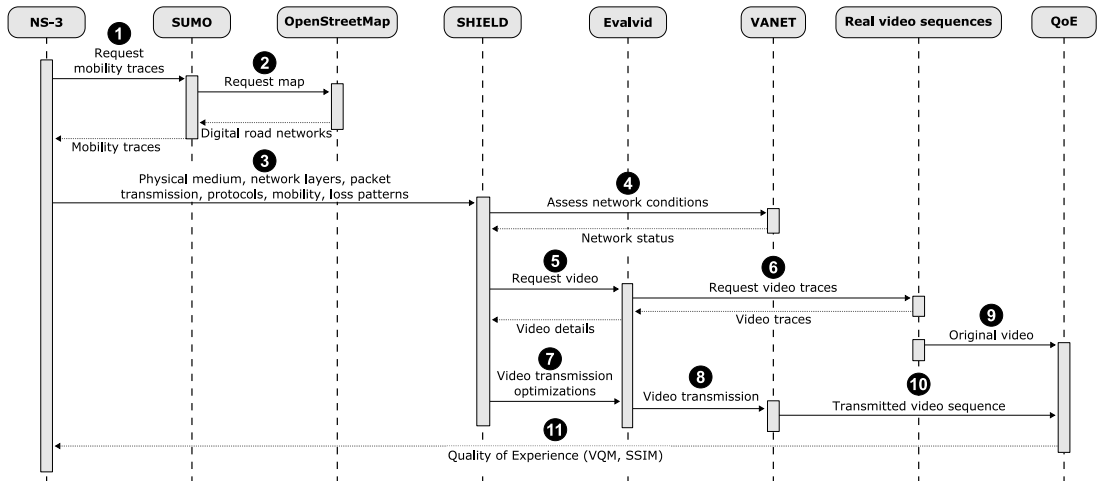 NS-3
SUMO
OpenStreetMap
SHIELD
Evalvid
VANET
Real video sequences
QoE
1
Request
mobility traces
2
Request map
Digital road networks
Mobility traces
3
Physical medium, network layers, packet
transmission, protocols, mobility, loss patterns
4
Assess network conditions
Network status
5
Request video
6
Request video traces
Video traces
Video details
9
Original video
7
Video transmission
optimizations
8
Video transmission
10
Transmitted video sequence
11
Quality of Experience (VQM, SSIM)